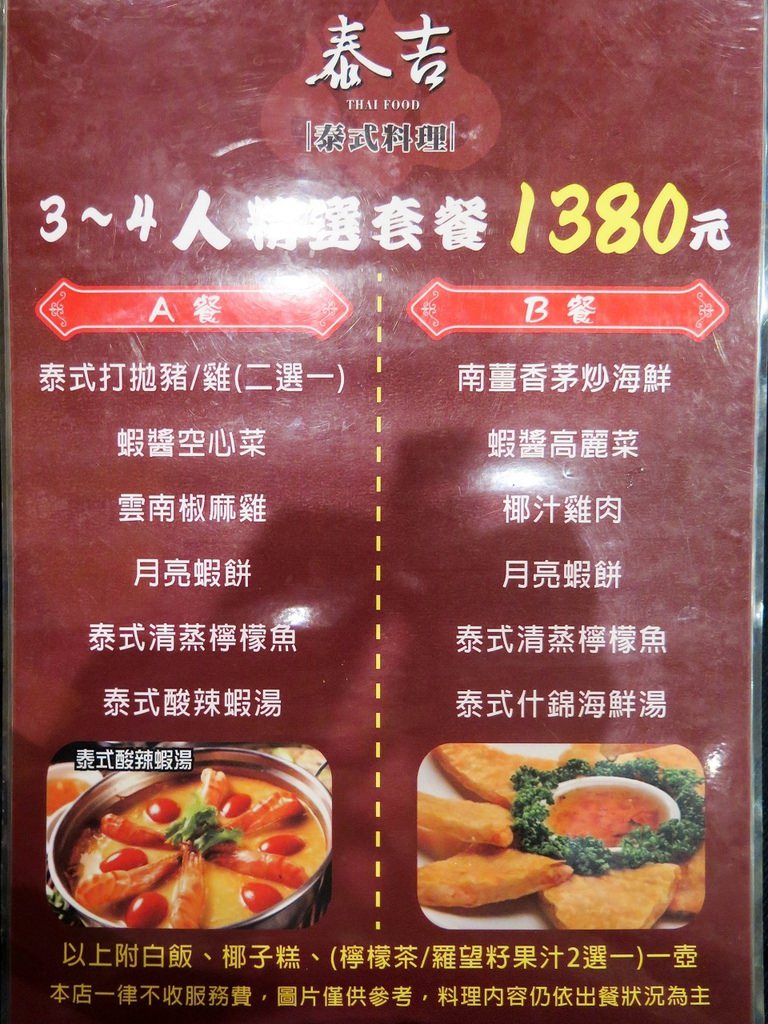 泰吉
THAI FOOD
泰式料理
3~4人精選套餐 1380元
A 餐
泰式打拋豬/雞(二選一)
蝦醬空心菜
雲南椒麻雞
月亮蝦餅
泰式清蒸檸檬魚
泰式酸辣蝦湯
泰式酸辣蝦湯
B 餐
南薑香茅炒海鮮
蝦醬高麗菜
椰汁雞肉
月亮蝦餅
泰式清蒸檸檬魚
泰式什錦海鮮湯
以上附白飯、椰子糕、(檸檬茶/羅望籽果汁2選一)一壺
本店一律不收服務費，圖片僅供參考，料理內容仍依出餐狀況為主